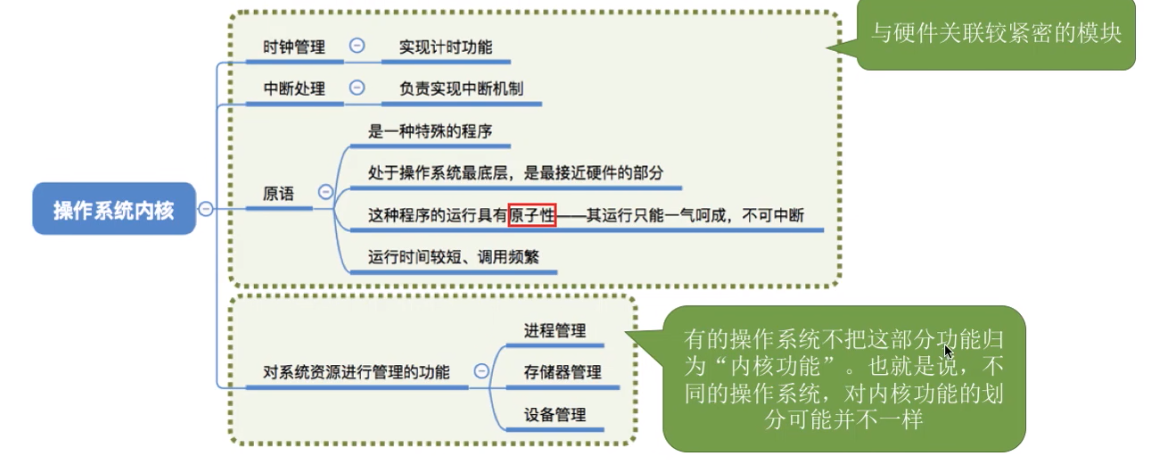 与硬件关联较紧密的模块
时钟管理
实现计时功能
中断处理
负责实现中断机制
是一种特殊的程序
处于操作系统最底层，是最接近硬件的部分
原语
这种程序的运行具有原子性——其运行只能一气呵成，不可中断
运行时间较短、调用频繁
操作系统内核
进程管理
对系统资源进行管理的功能
存储器管理
设备管理
有的操作系统不把这部分功能归
为“内核功能”。也就是说，不
同的操作系统，对内核功能的划
分可能并不一样